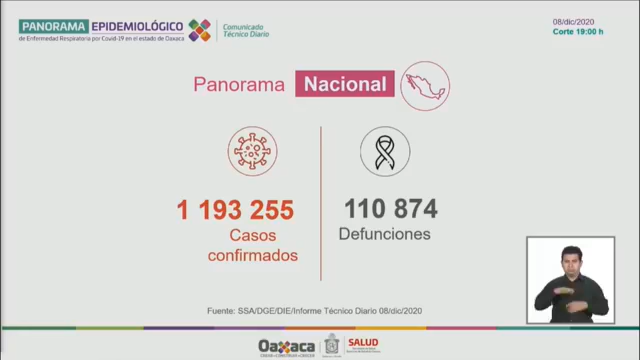 PANORAMA EPIDEMIOLÓGICO
de Enfermedad Respiratoria por Covid-19 en el estado de Oaxaca
Comunicado
Técnico Diario
08/dic/2020
Corte 19:00 h
Panorama Nacional
1 193 255
Casos
confirmados
110 874
Defunciones
Fuente: SSA/DGE/DIE/Informe Técnico Diario 08/dic/2020
Oaxaca
SALUD